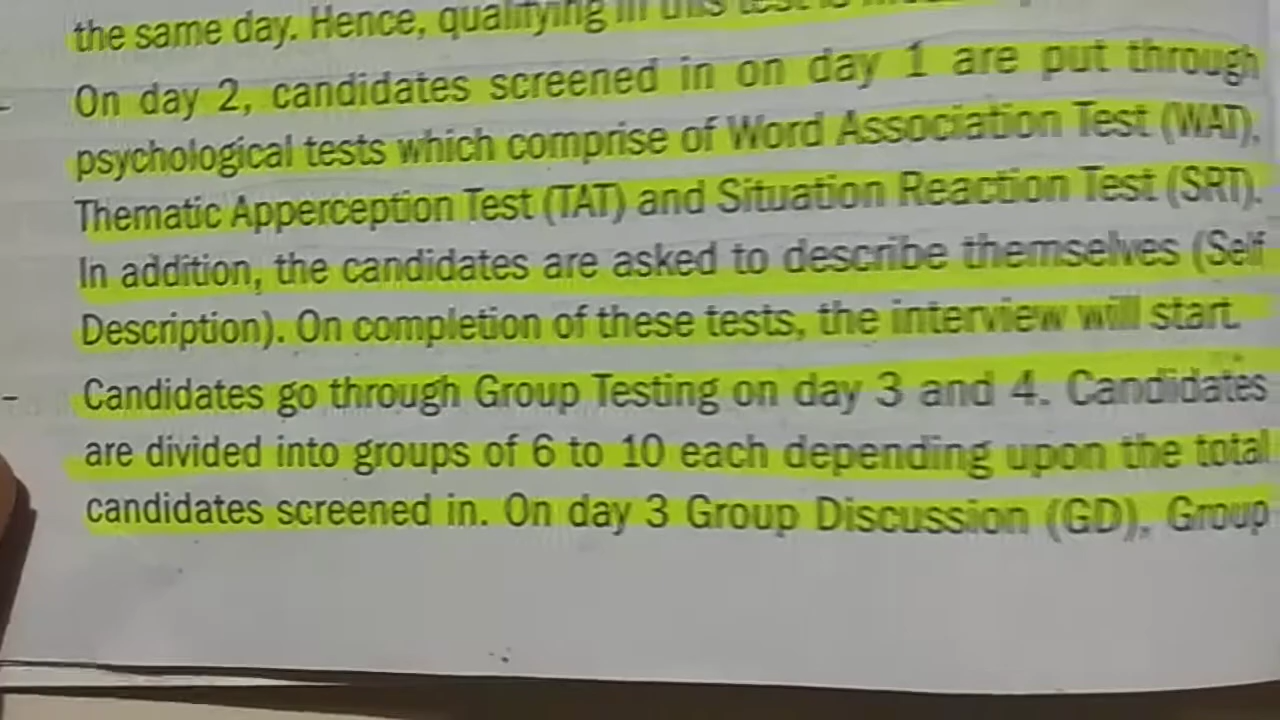 the same day. Hence, qualifying in this test is
- On day 2, candidates screened in on day 1 are put through
psychological tests which comprise of Word Association Test (WAT),
Thematic Apperception Test (TAT) and Situation Reaction Test (SRT).
In addition, the candidates are asked to describe themselves (Self
Description). On completion of these tests, the interview will start.
- Candidates go through Group Testing on day 3 and 4. Candidates
are divided into groups of 6 to 10 each depending upon the total
candidates screened in. On day 3 Group Discussion (GD), Group